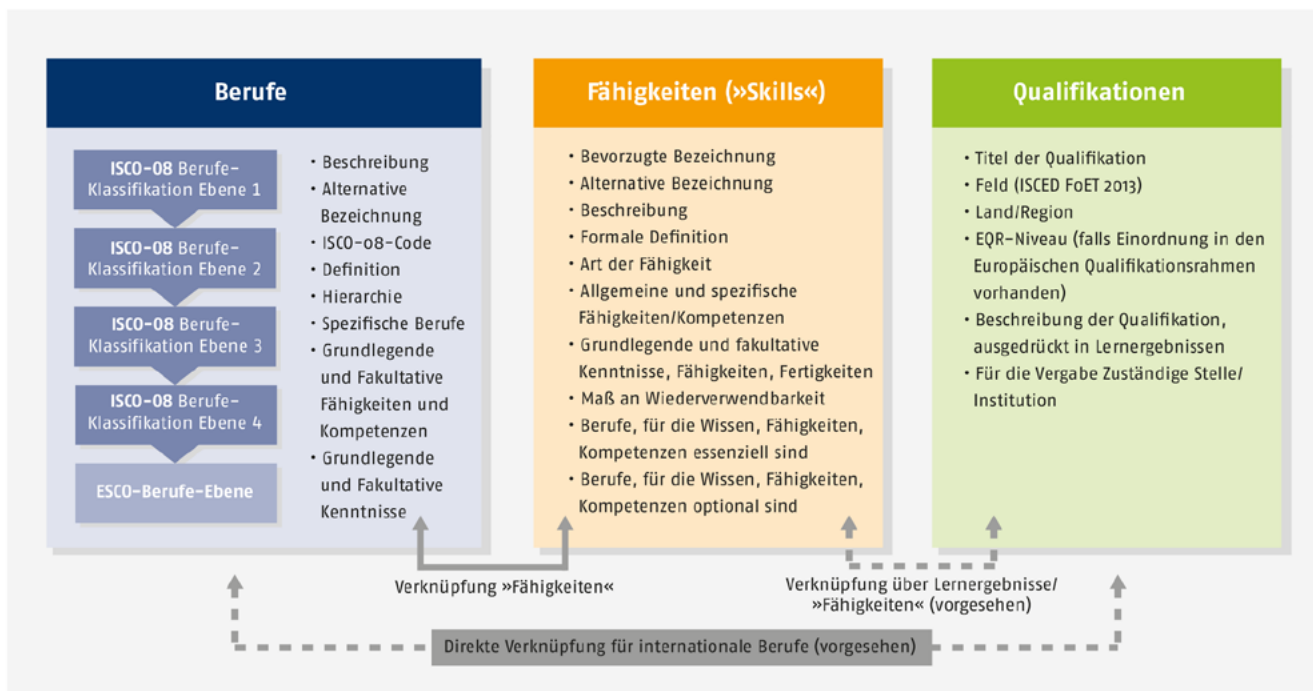 Berufe
ISCO-08 Berufe-
Klassifikation Ebene 1
ISCO-08 Berufe-
Klassifikation Ebene 2
ISCO-08 Berufe-
Klassifikation Ebene 3
ISCO-08 Berufe-
Klassifikation Ebene 4
ESCO-Berufe-Ebene
• Beschreibung
• Alternative
Bezeichnung
• ISCO-08-Code
• Definition
• Hierarchie
• Spezifische Berufe
• Grundlegende
und Fakultative
Fähigkeiten und
Kompetenzen
• Grundlegende
und Fakultative
Kenntnisse
Fähigkeiten (»Skills«)
• Bevorzugte Bezeichnung
• Alternative Bezeichnung
• Beschreibung
• Formale Definition
• Art der Fähigkeit
• Allgemeine und spezifische
Fähigkeiten/Kompetenzen
• Grundlegende und fakultative
Kenntnisse, Fähigkeiten, Fertigkeiten
• Maß an Wiederverwendbarkeit
• Berufe, für die Wissen, Fähigkeiten,
Kompetenzen essenziell sind
• Berufe, für die Wissen, Fähigkeiten,
Kompetenzen optional sind
Qualifikationen
• Titel der Qualifikation
• Feld (ISCED FoET 2013)
• Land/Region
• EQR-Niveau (falls Einordnung in den
Europäischen Qualifikationsrahmen
vorhanden)
• Beschreibung der Qualifikation,
ausgedrückt in Lernergebnissen
• Für die Vergabe Zuständige Stelle/
Institution
Verknüpfung »Fähigkeiten«
Verknüpfung über Lernergebnisse/
»Fähigkeiten« (vorgesehen)
Direkte Verknüpfung für internationale Berufe (vorgesehen)